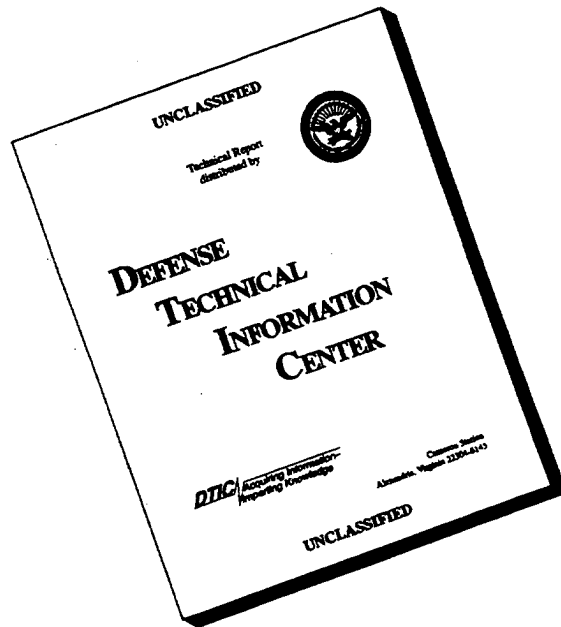 UNCLASSIFIED
Technical Report
distributed by
DEFENSE
TECHNICAL
INFORMATION
CENTER
DTIC Acquiring Information—
Imparting Knowledge
Cameron Station
Alexandria, Virginia 22304-6145
UNCLASSIFIED